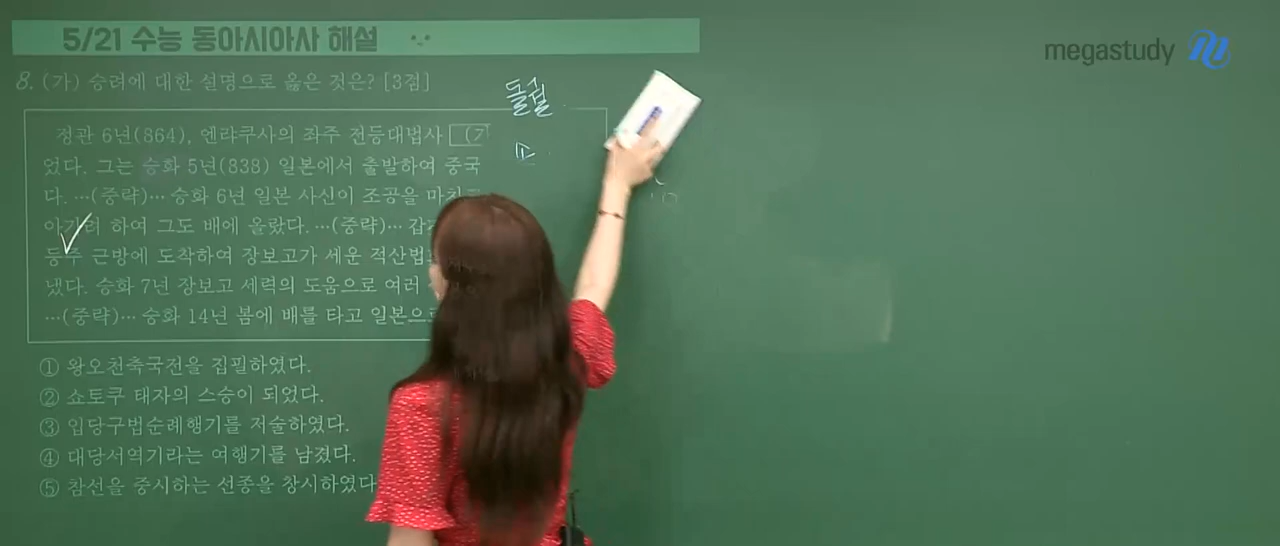 5/21 수능 동아시아사 해설
megastudy
8. (가) 승려에 대한 설명으로 옳은 것은? [3점]
돌궐
정관 6년(864), 엔랴쿠사의 좌주 전등대법사 (가
었다. 그는 승화 5년(838) 일본에서 출발하여 중국
다. …(중략)… 승화 6년 일본 사신이 조공을 마치고
아가려 하여 그도 배에 올랐다. …(중략)…
등주 근방에 도착하여 장보고가 세운
냈다. 승화 7년 장보고 세력의 도움으로 여러
…(중략)… 승화 14년 봄에 배를 타고 일본으로
① 왕오천축국전을 집필하였다.
② 쇼토쿠 태자의 스승이 되었다.
③ 입당구법순례행기를 저술하였다.
④ 대당서역기라는 여행기를 남겼다.
⑤ 참선을 중시하는 선종을 창시하였다